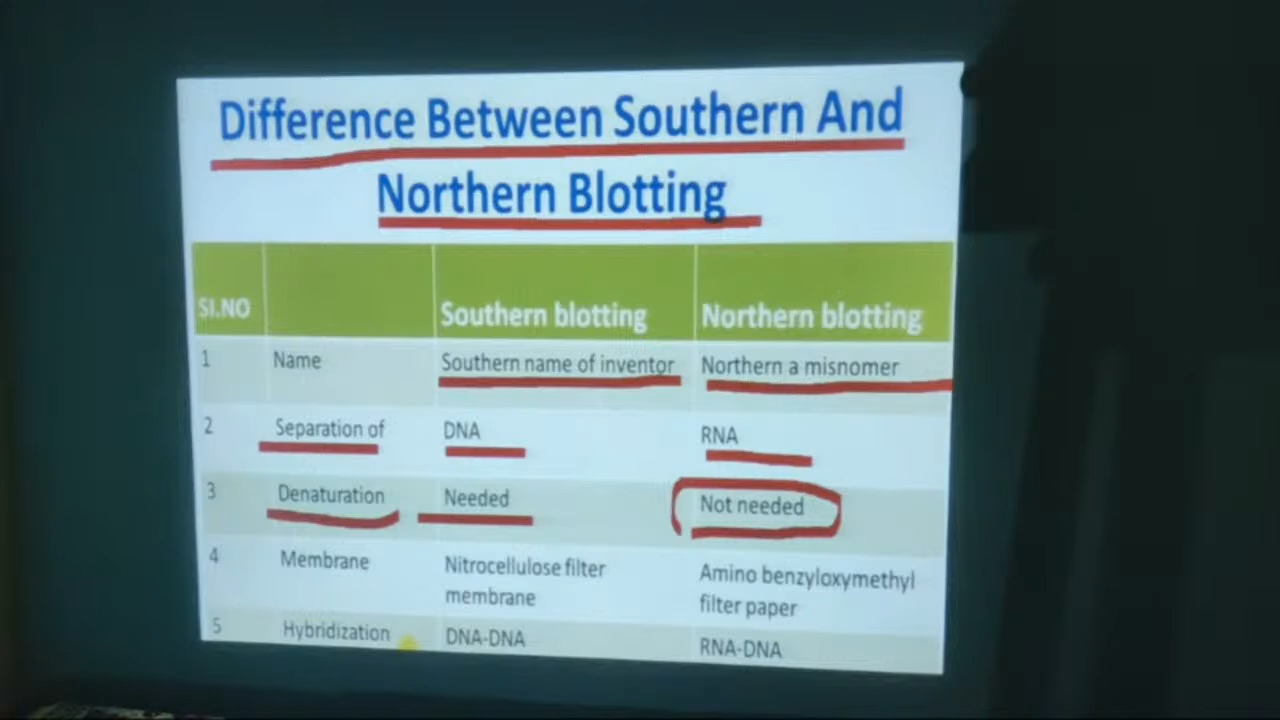 Difference Between Southern And
Northern Blotting
SI.NO Southern blotting Northern blotting
1 Name Southern name of inventor Northern a misnomer
2 Separation of DNA RNA
3 Denaturation Needed Not needed
4 Membrane Nitrocellulose filter Amino benzyloxymethyl
membrane filter paper
5 Hybridization DNA-DNA RNA-DNA